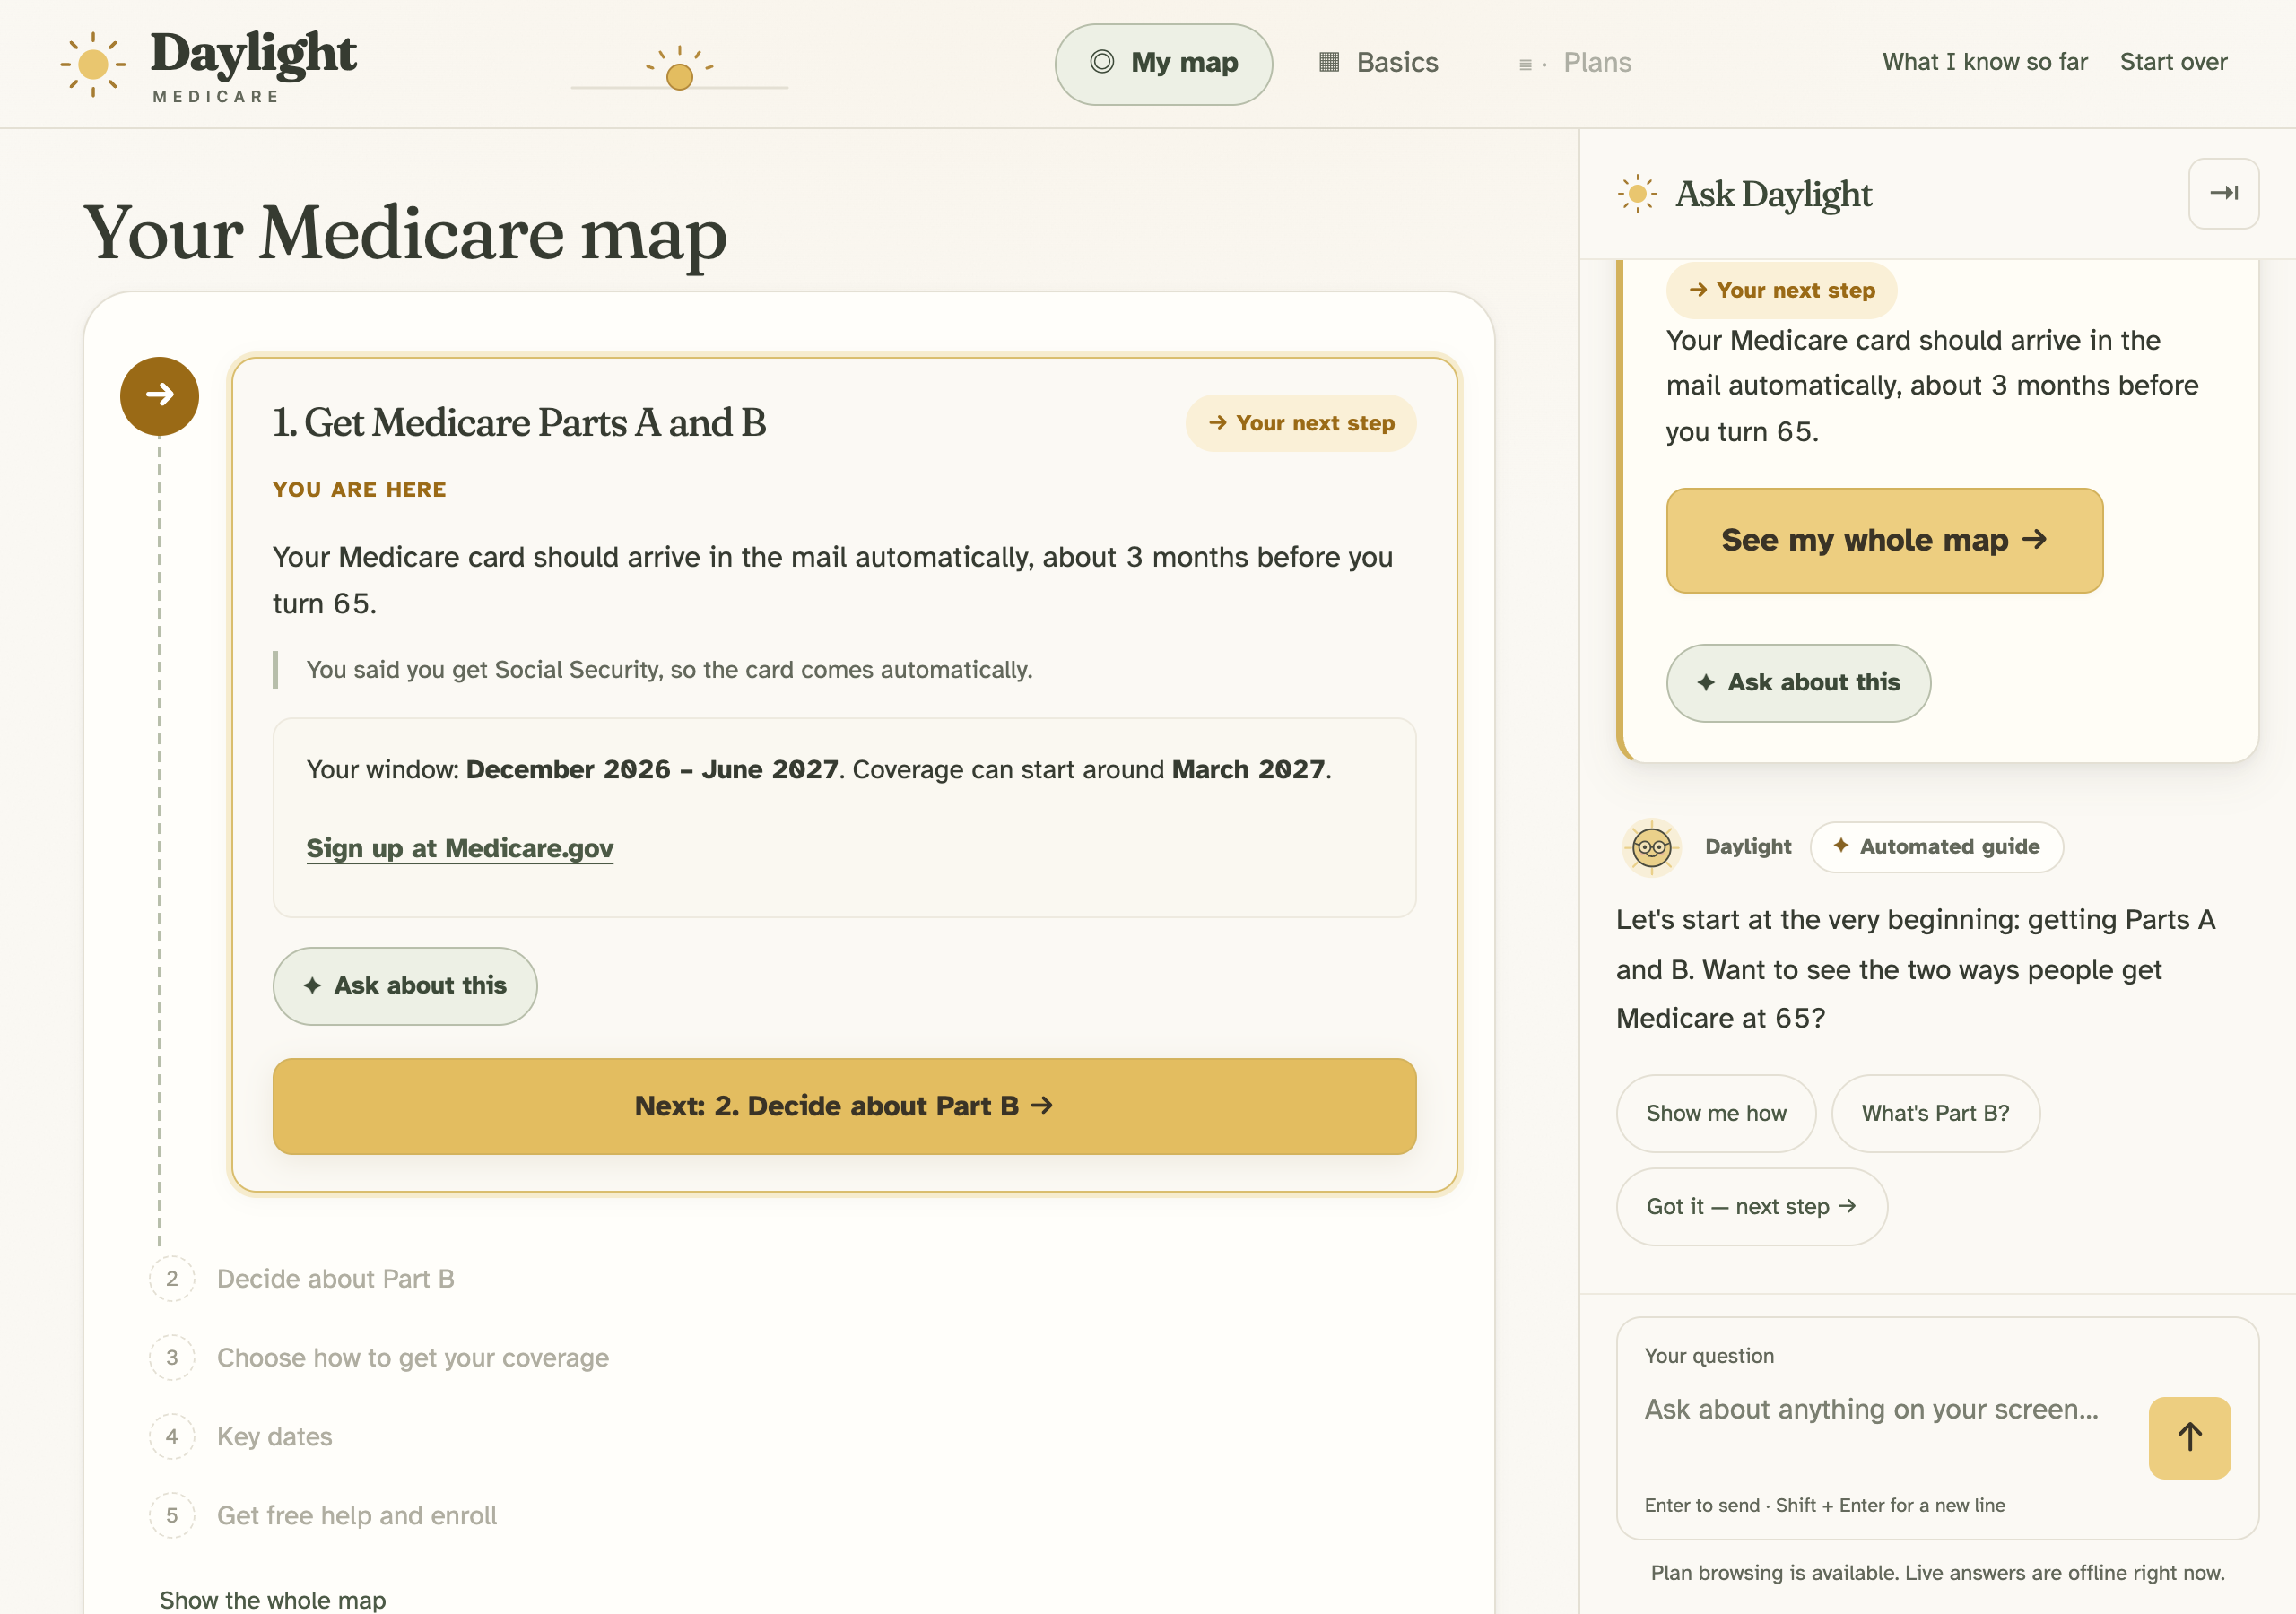 Daylight
MEDICARE
My map
Basics
Plans
What I know so far
Start over
Your Medicare map
1. Get Medicare Parts A and B
→ Your next step
YOU ARE HERE
Your Medicare card should arrive in the mail automatically, about 3 months before you
turn 65.
You said you get Social Security, so the card comes automatically.
Your window: December 2026 – June 2027. Coverage can start around March 2027.
Sign up at Medicare.gov
Ask about this
Next: 2. Decide about Part B →
2 Decide about Part B
3 Choose how to get your coverage
4 Key dates
5 Get free help and enroll
Show the whole map
Ask Daylight
→ Your next step
Your Medicare card should arrive in the
mail automatically, about 3 months before
you turn 65.
See my whole map →
Ask about this
Daylight
Automated guide
Let's start at the very beginning: getting Parts A
and B. Want to see the two ways people get
Medicare at 65?
Show me how
What's Part B?
Got it — next step →
Your question
Ask about anything on your screen...
Enter to send · Shift + Enter for a new line
Plan browsing is available. Live answers are offline right now.